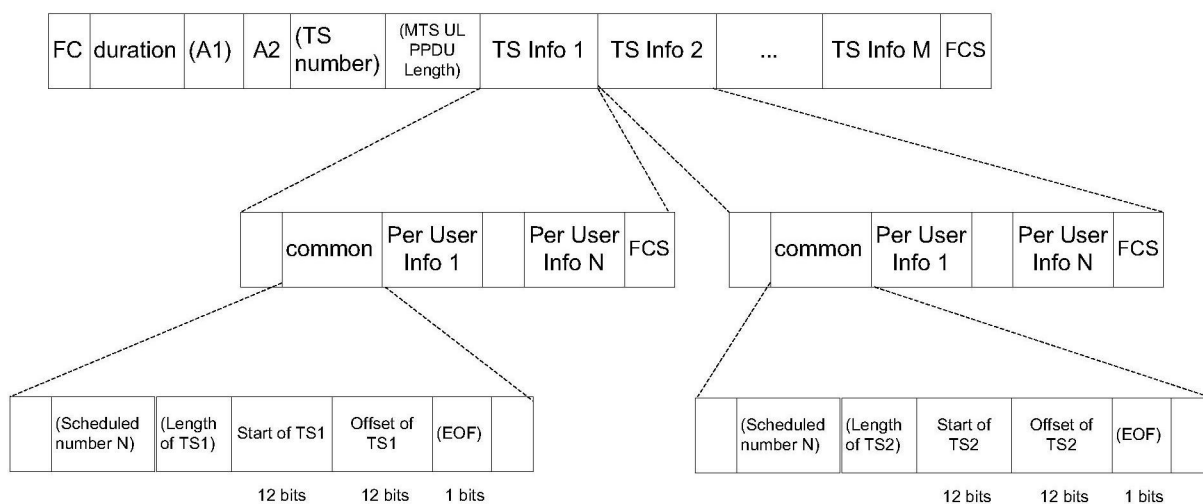 FC duration (A1) A2 (TS number) (MTS UL PPDU Length) TS Info 1 TS Info 2 ... TS Info M FCS
common Per User Info 1 Per User Info N FCS
common Per User Info 1 Per User Info N FCS
(Scheduled number N) (Length of TS1) Start of TS1 Offset of TS1 (EOF)
12 bits 12 bits 1 bits
(Scheduled number N) (Length of TS2) Start of TS2 Offset of TS2 (EOF)
12 bits 12 bits 1 bits